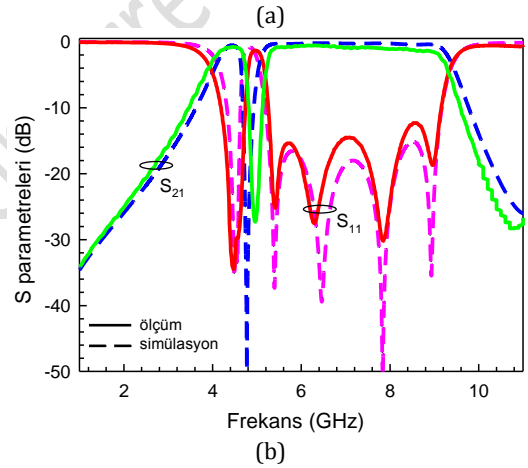 (a)
0
-10
-20
-30
-40
-50
S parametreleri (dB)
S21
S11
ölçüm
simülasyon
2 4 6 8 10
Frekans (GHz)
(b)